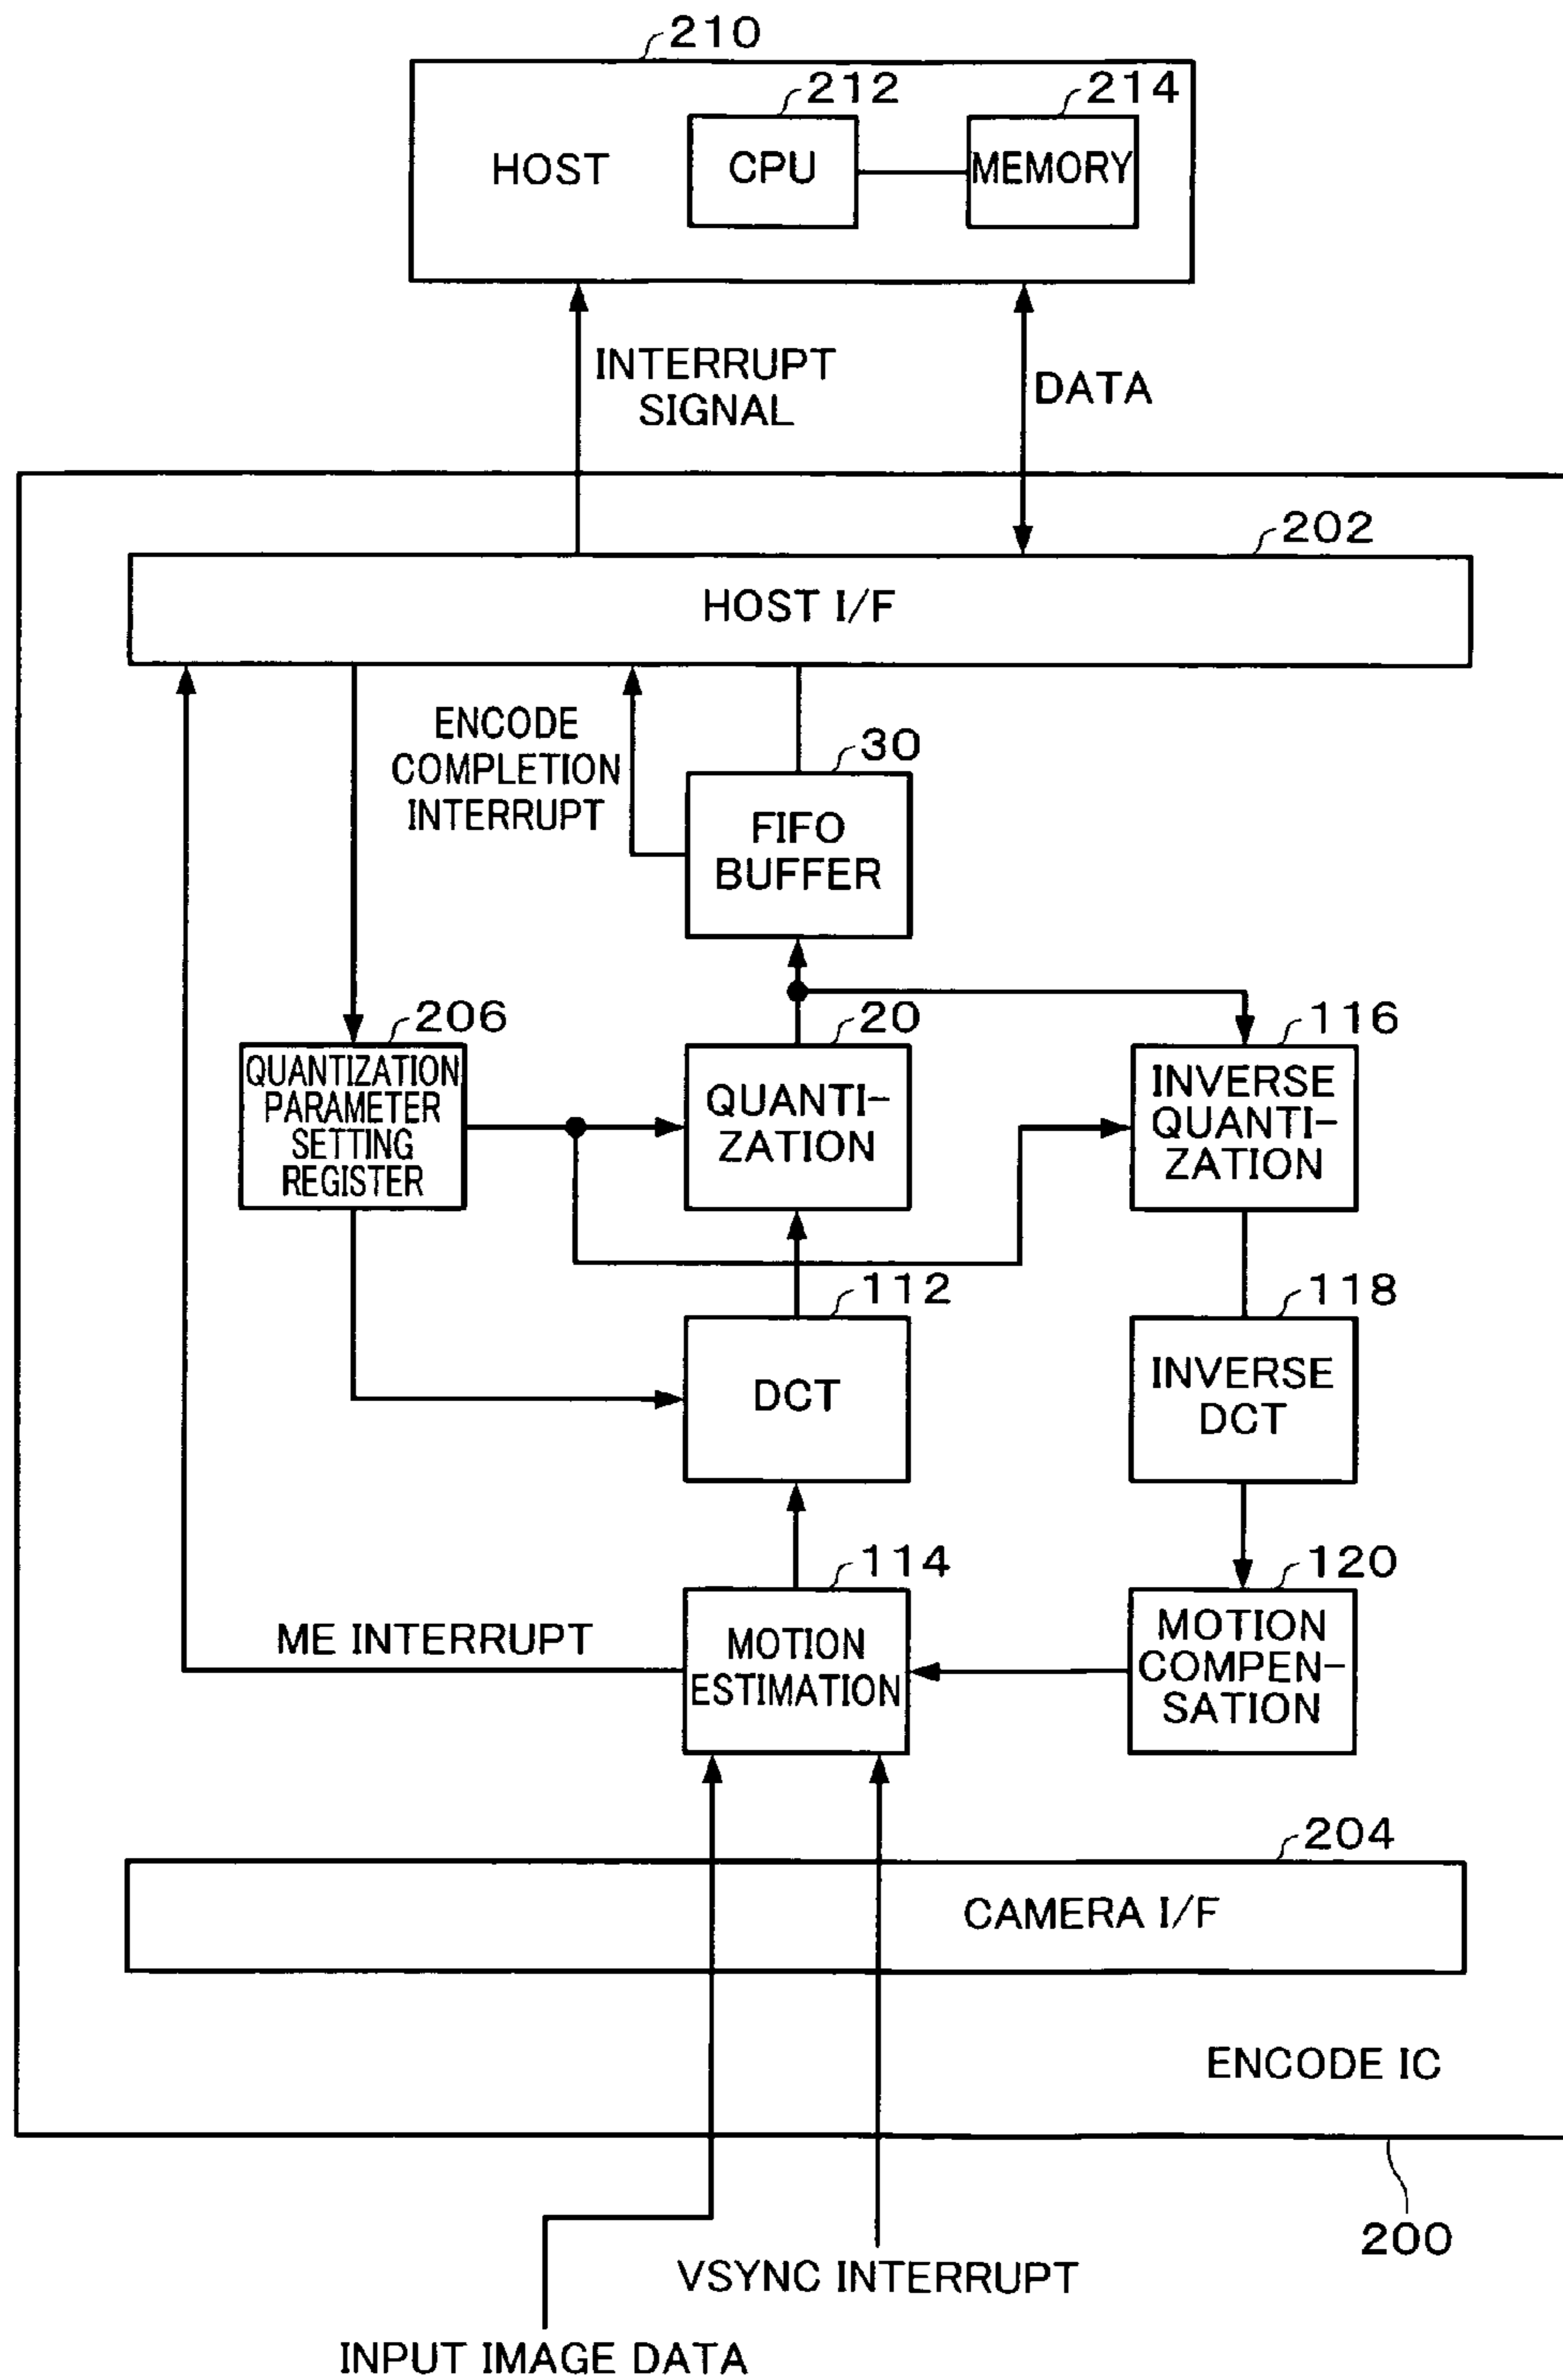 210
212
214
HOST
CPU
MEMORY
INTERRUPT
SIGNAL
DATA
202
HOST I/F
ENCODE
COMPLETION
INTERRUPT
30
FIFO
BUFFER
206
QUANTIZATION
PARAMETER
SETTING
REGISTER
20
QUANTI-
ZATION
116
INVERSE
QUANTI-
ZATION
112
DCT
118
INVERSE
DCT
ME INTERRUPT
114
MOTION
ESTIMATION
120
MOTION
COMPEN-
SATION
204
CAMERA I/F
ENCODE IC
200
VSYNC INTERRUPT
INPUT IMAGE DATA